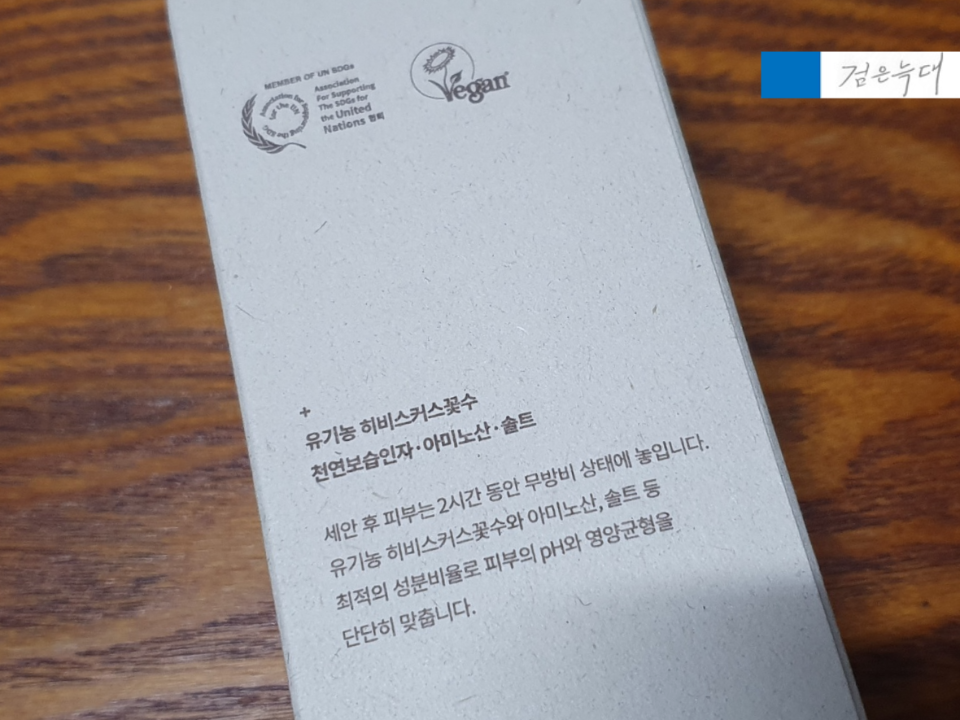 MEMBER OF UN SDGs
Association
For Supporting
The SDGs for
the United
Nations 협회
Vegan
검은늑대
+
유기농 히비스커스꽃수
천연보습인자·아미노산·솔트
세안 후 피부는 2시간 동안 무방비 상태에 놓입니다.
유기농 히비스커스꽃수와 아미노산, 솔트 등
최적의 성분비율로 피부의 pH와 영양균형을
단단히 맞춥니다.